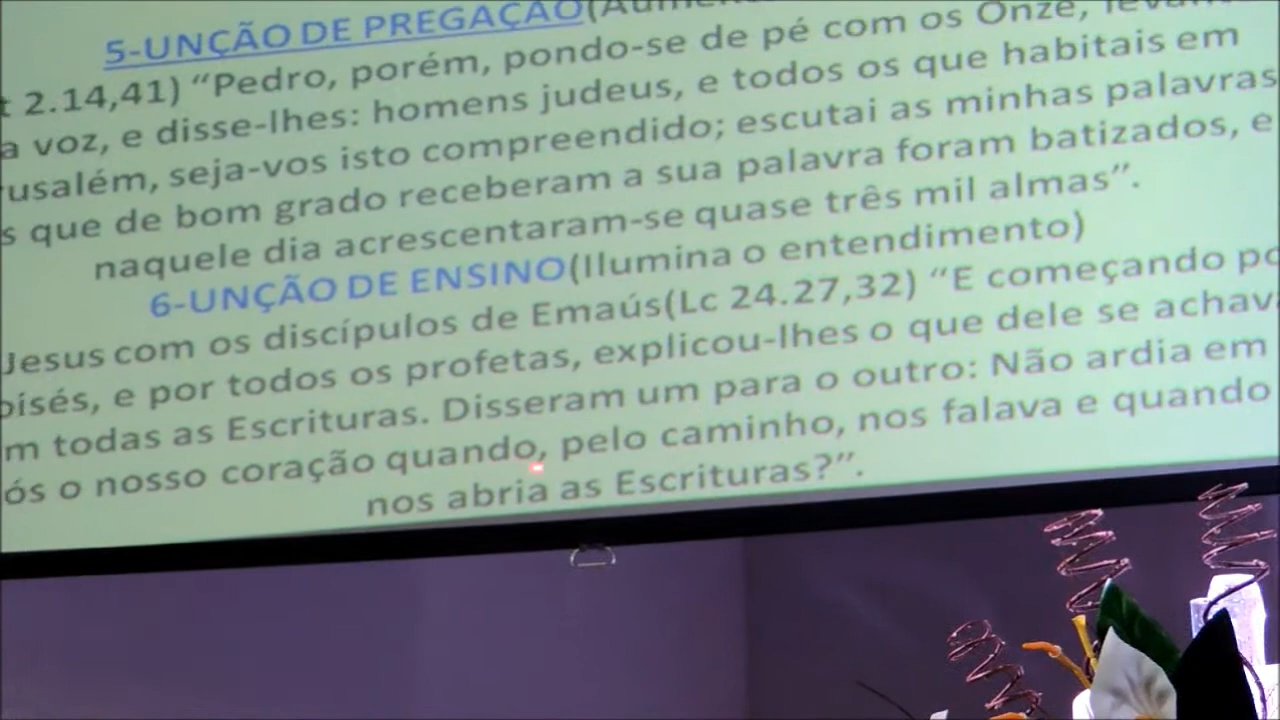 5-UNÇÃO DE PREGAÇÃO(
2.14,41) “Pedro, porém, pondo-se de pé com os Onze,
a voz, e disse-lhes: homens judeus, e todos os que habitais em
rusalém, seja-vos isto compreendido; escutai as minhas palavras
s que de bom grado receberam a sua palavra foram batizados, e
naquele dia acrescentaram-se quase três mil almas”.
6-UNÇÃO DE ENSINO(Ilumina o entendimento)
Jesus com os discípulos de Emaús(Lc 24.27,32) “E começando po
oisés, e por todos os profetas, explicou-lhes o que dele se achav
m todas as Escrituras. Disseram um para o outro: Não ardia em
ós o nosso coração quando, pelo caminho, nos falava e quando
nos abria as Escrituras?”.